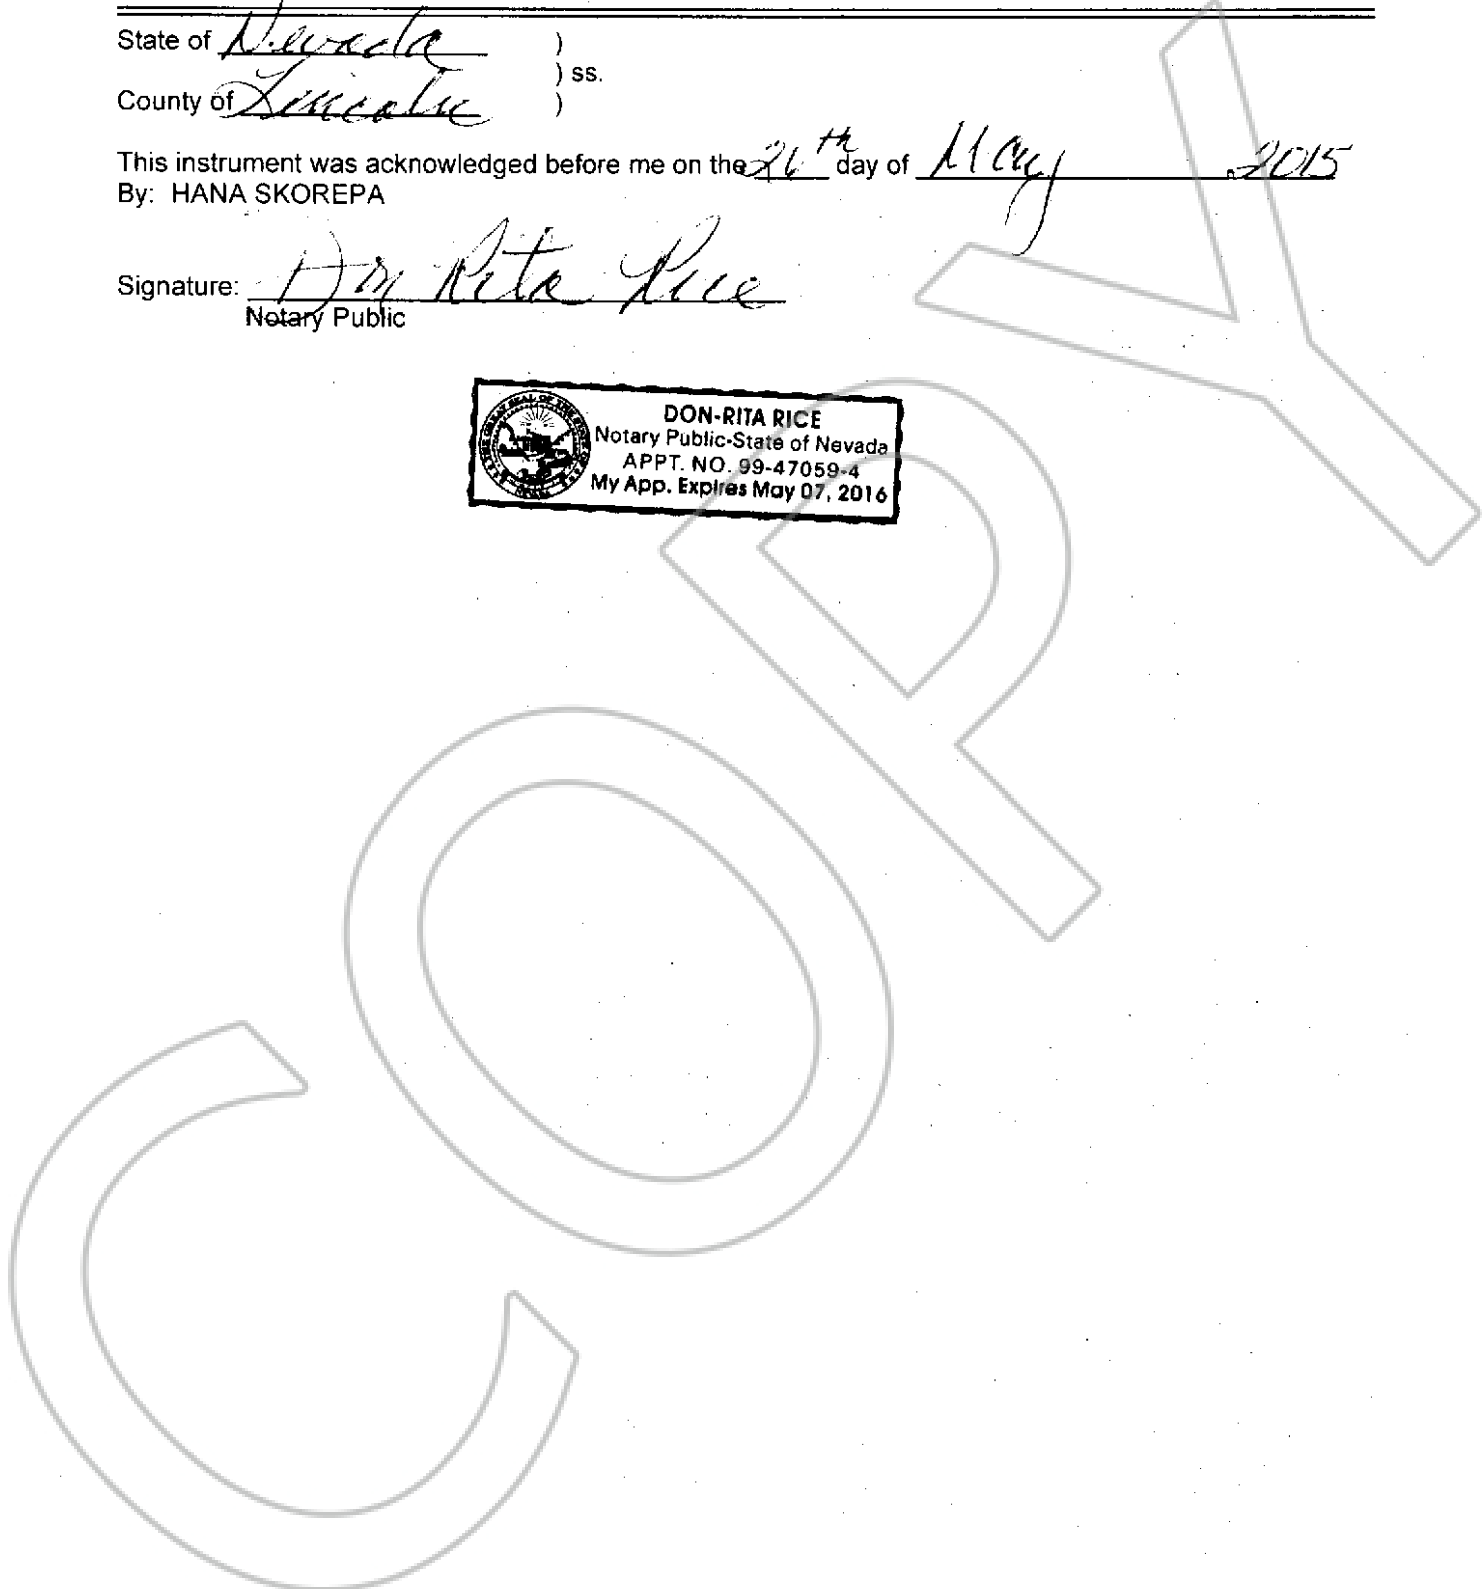 State of Nevada )
) ss.
County of Lincoln )
This instrument was acknowledged before me on the 26th day of May, 2015
By: HANA SKOREPA
Signature: Don Rita Rice
Notary Public
DON-RITA RICE
Notary Public-State of Nevada
APPT. NO. 99-47059-4
My App. Expires May 07, 2016
COPY